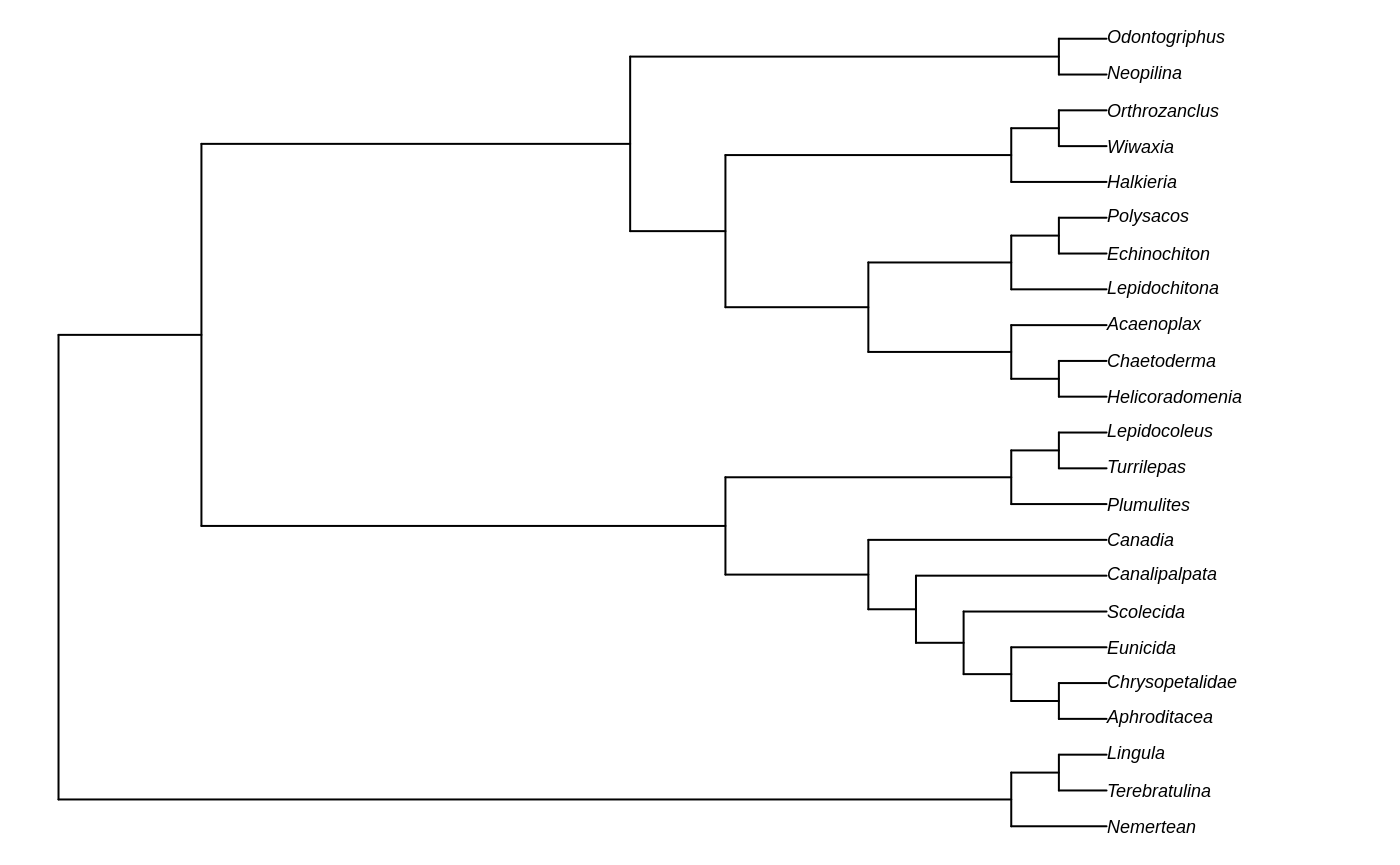 Odontogriphus
Neopilina
Orthrozanclus
Wiwaxia
Halkieria
Polysacos
Echinochiton
Lepidochitona
Acaenoplax
Chaetoderma
Helicoradomenia
Lepidocoleus
Turrilepas
Plumulites
Canadia
Canalipalpata
Scolecida
Eunicida
Chrysopetalidae
Aphroditacea
Lingula
Terebratulina
Nemertean